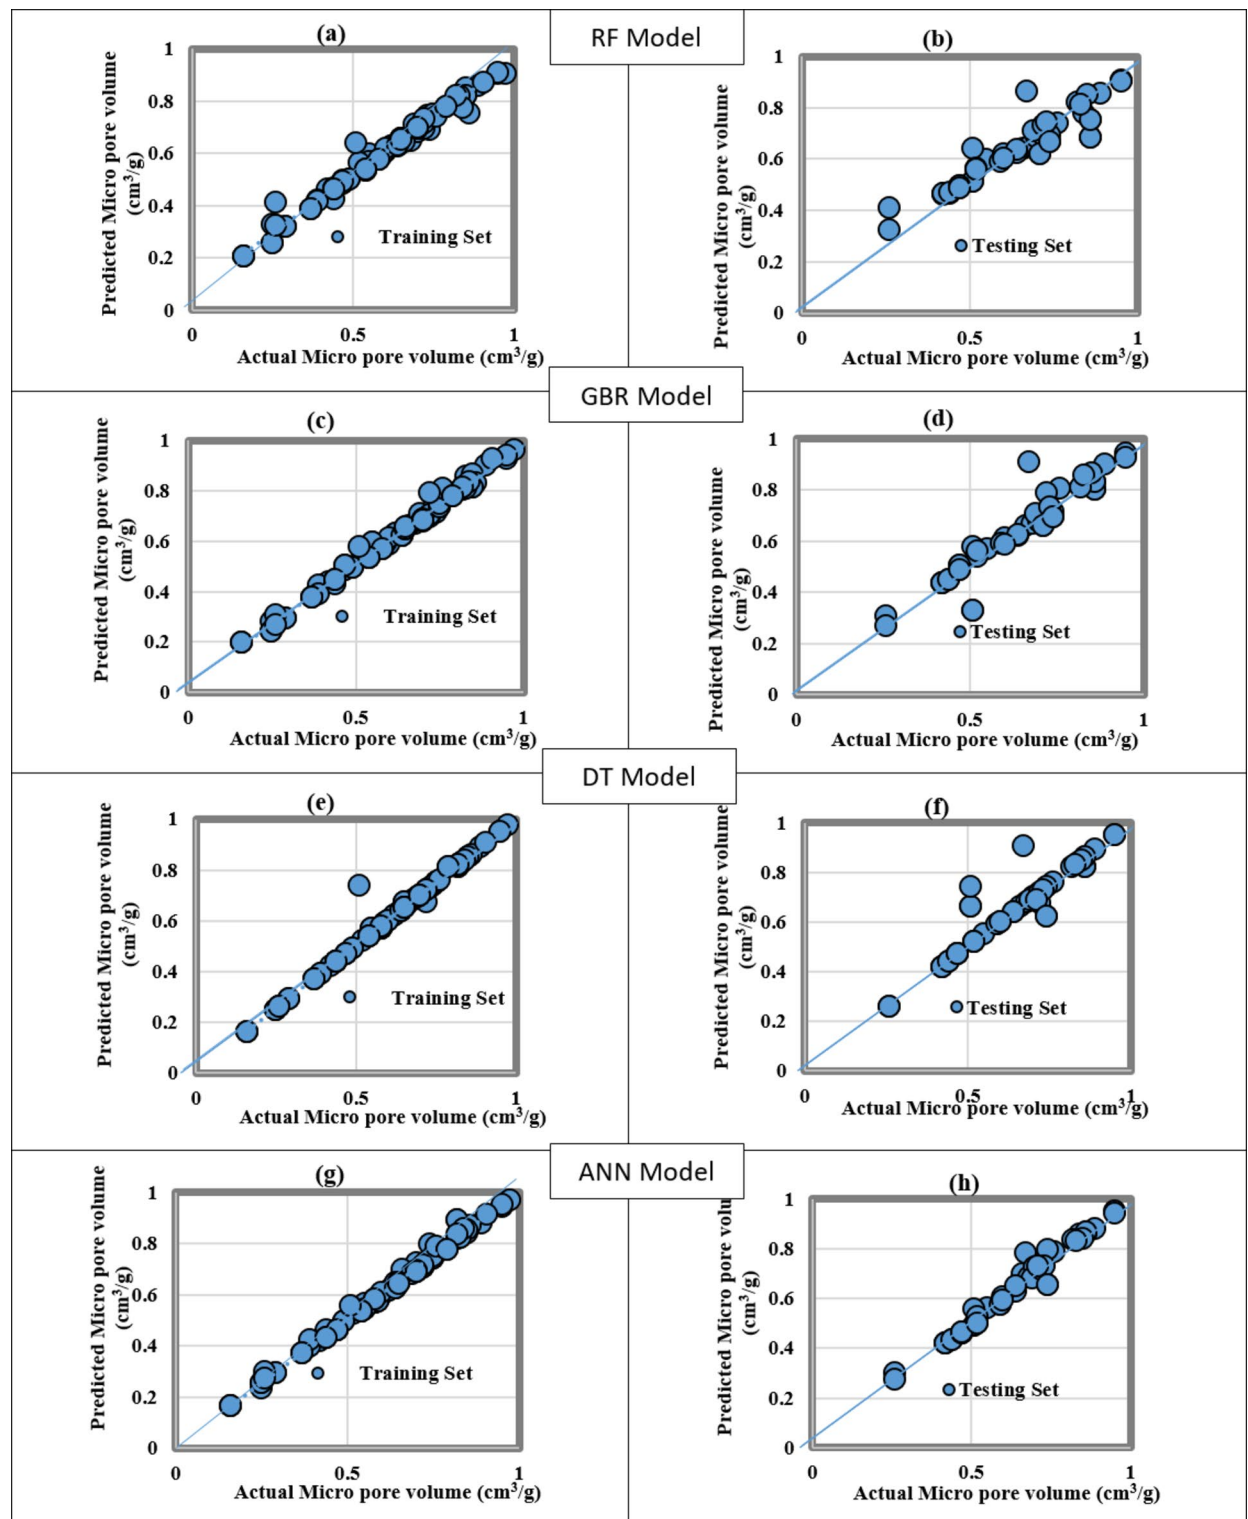 RF Model
(a)
Predicted Micro pore volume
(cm³/g)
1
0.8
0.6
0.4
0.2
0
Training Set
0
0.5
1
Actual Micro pore volume (cm³/g)
(b)
Predicted Micro pore volume
(cm³/g)
1
0.8
0.6
0.4
0.2
0
Testing Set
0
0.5
1
Actual Micro pore volume (cm³/g)
GBR Model
(c)
Predicted Micro pore volume
(cm³/g)
1
0.8
0.6
0.4
0.2
0
Training Set
0
0.5
1
Actual Micro pore volume (cm³/g)
(d)
Predicted Micro pore volume
(cm³/g)
1
0.8
0.6
0.4
0.2
0
Testing Set
0
0.5
1
Actual Micro pore volume (cm³/g)
DT Model
(e)
Predicted Micro pore volume
(cm³/g)
1
0.8
0.6
0.4
0.2
0
Training Set
0
0.5
1
Actual Micro pore volume (cm³/g)
(f)
Predicted Micro pore volume
(cm³/g)
1
0.8
0.6
0.4
0.2
0
Testing Set
0
0.5
1
Actual Micro pore volume (cm³/g)
ANN Model
(g)
Predicted Micro pore volume
(cm³/g)
1
0.8
0.6
0.4
0.2
0
Training Set
0
0.5
1
Actual Micro pore volume (cm³/g)
(h)
Predicted Micro pore volu
(cm³/g)
1
0.8
0.6
0.4
0.2
0
Testing Set
0
0.5
1
Actual Micro pore volume (cm³/g)